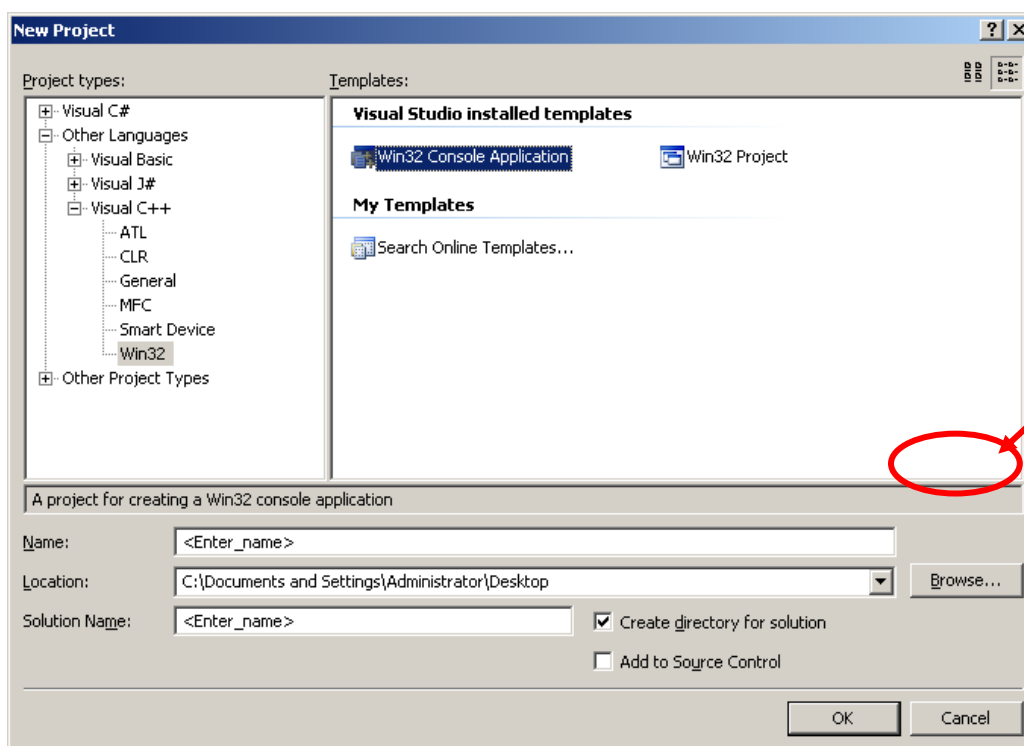 New Project
Project types:
Templates:
Visual C#
Other Languages
Visual Basic
Visual J#
Visual C++
ATL
CLR
General
MFC
Smart Device
Win32
Other Project Types
Visual Studio installed templates
Win32 Console Application
Win32 Project
My Templates
Search Online Templates...
A project for creating a Win32 console application
Name:
<Enter_name>
Location:
C:\Documents and Settings\Administrator\Desktop
Browse...
Solution Name:
<Enter_name>
Create directory for solution
Add to Source Control
OK
Cancel